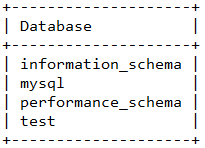 +--------------------+
| Database           |
+--------------------+
| information_schema |
| mysql              |
| performance_schema |
| test               |
+--------------------+